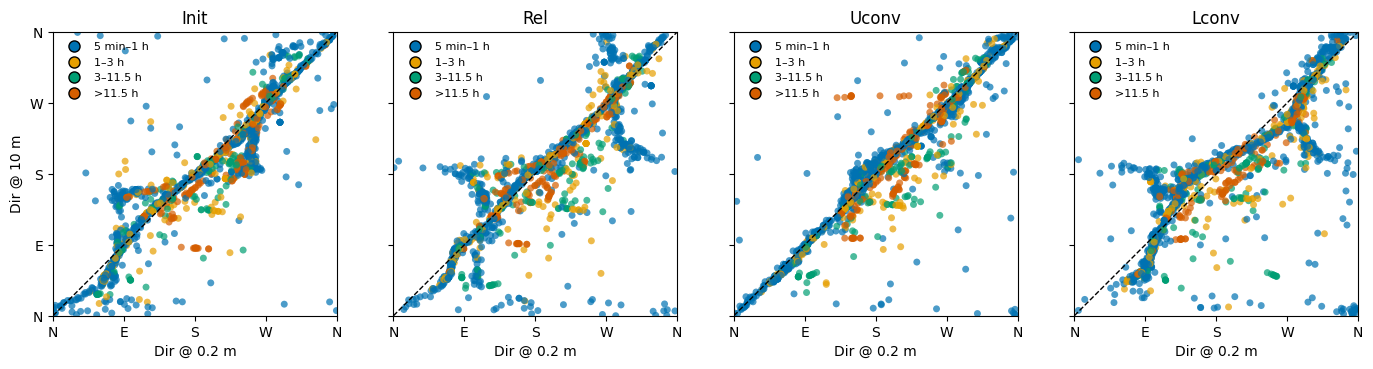 Init
Rel
Uconv
Lconv
5 min–1 h
1–3 h
3–11.5 h
>11.5 h
5 min–1 h
1–3 h
3–11.5 h
>11.5 h
5 min–1 h
1–3 h
3–11.5 h
>11.5 h
5 min–1 h
1–3 h
3–11.5 h
>11.5 h
N
W
S
E
N
Dir @ 10 m
N E S W N
N E S W N
N E S W N
N E S W N
Dir @ 0.2 m
Dir @ 0.2 m
Dir @ 0.2 m
Dir @ 0.2 m